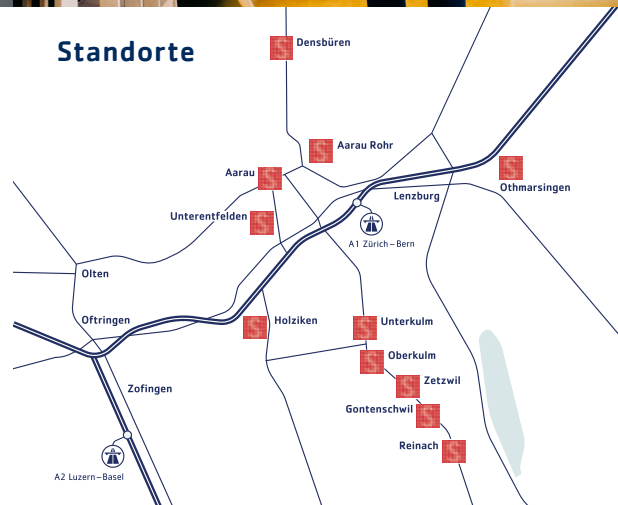 Standorte
Densbüren
S
S
Aarau Rohr
Aarau
S
S
Othmarsingen
Lenzburg
Unterentfelden
S
A1 Zürich – Bern
Olten
Oftringen
S
Holziken
S
Unterkulm
S
Oberkulm
Zofingen
S
Zetzwil
Gontenschwil
S
Reinach
S
A2 Luzern – Basel